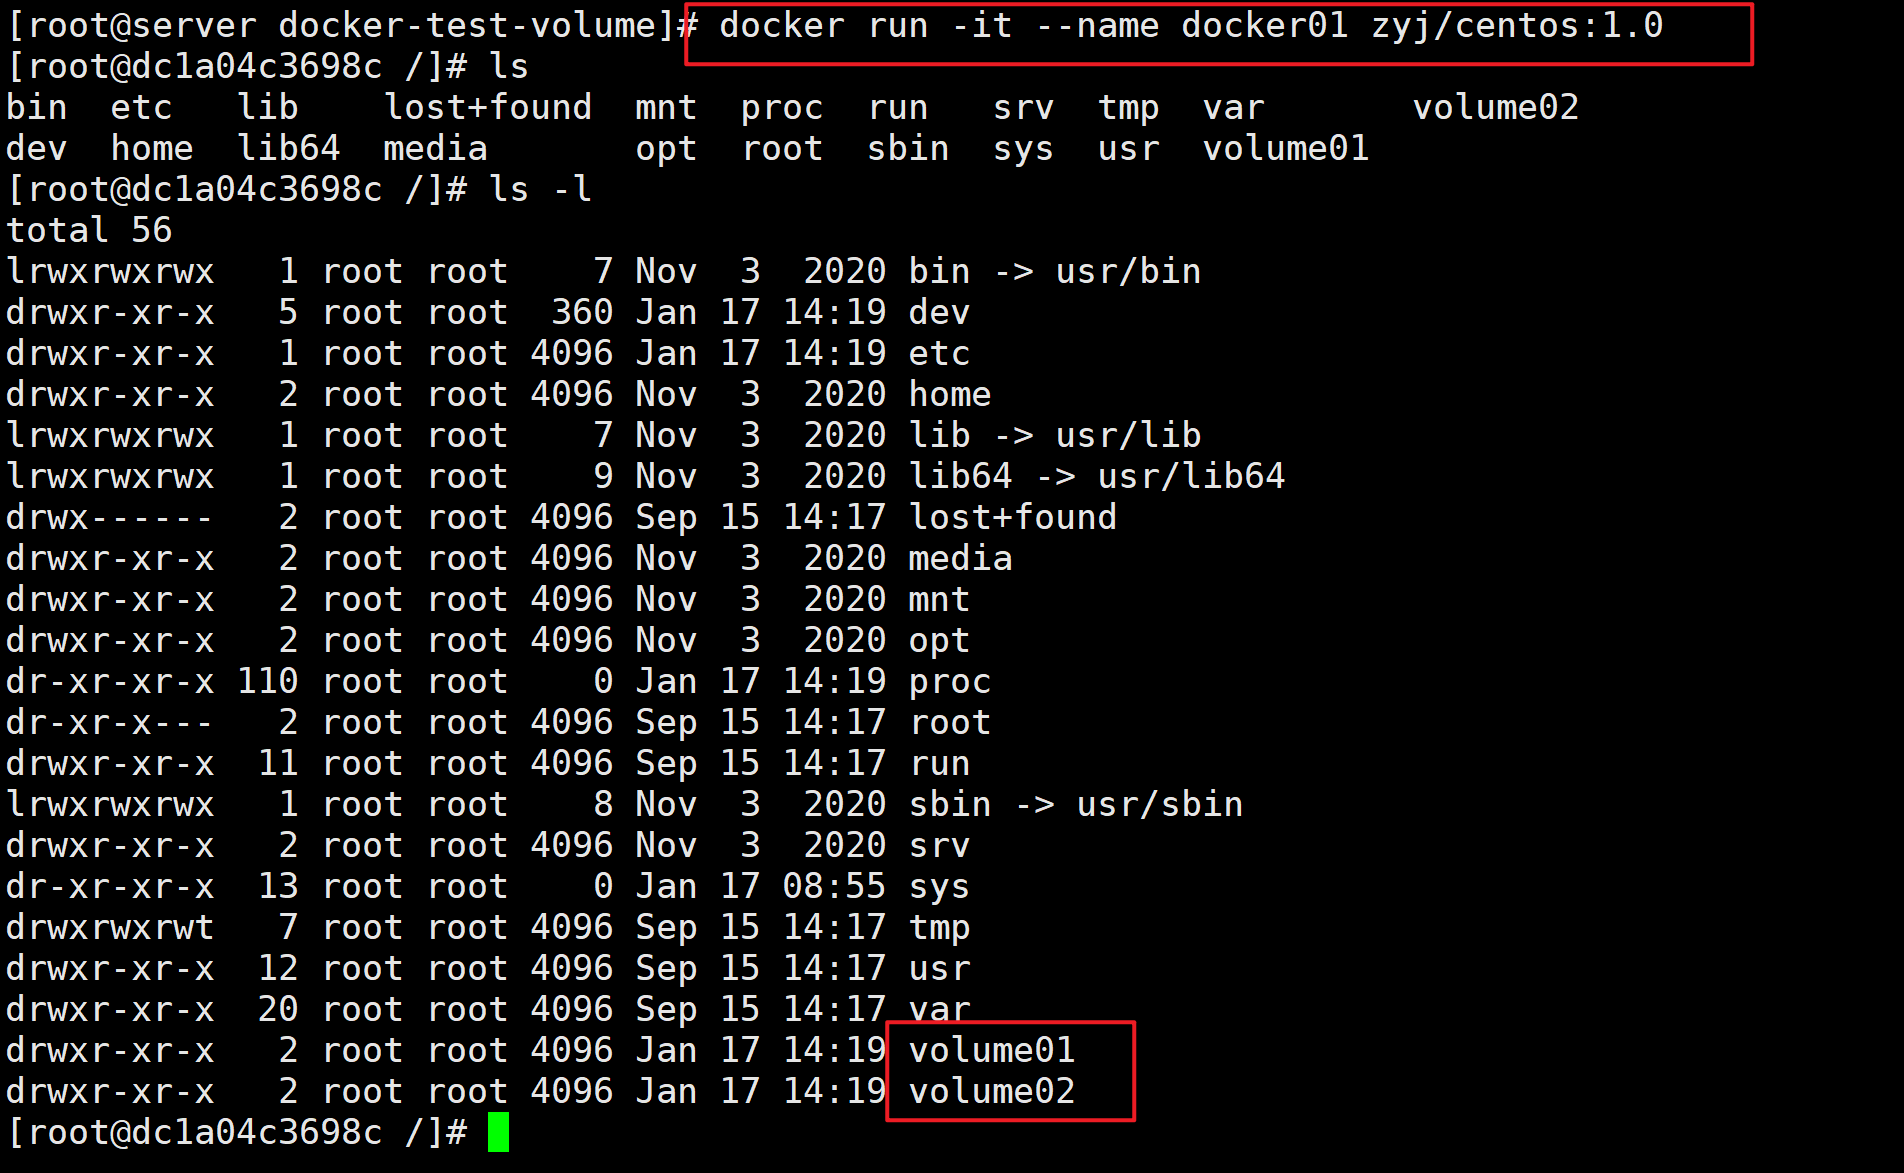 [root@server docker-test-volume]# docker run -it --name docker01 zyj/centos:1.0
[root@dc1a04c3698c /]# ls
bin  etc   lib    lost+found  mnt  proc  run   srv  tmp  var       volume02
dev  home  lib64  media       opt  root  sbin  sys  usr  volume01
[root@dc1a04c3698c /]# ls -l
total 56
lrwxrwxrwx   1 root root    7 Nov  3  2020 bin -> usr/bin
drwxr-xr-x   5 root root  360 Jan 17 14:19 dev
drwxr-xr-x   1 root root 4096 Jan 17 14:19 etc
drwxr-xr-x   2 root root 4096 Nov  3  2020 home
lrwxrwxrwx   1 root root    7 Nov  3  2020 lib -> usr/lib
lrwxrwxrwx   1 root root    9 Nov  3  2020 lib64 -> usr/lib64
drwx------   2 root root 4096 Sep 15 14:17 lost+found
drwxr-xr-x   2 root root 4096 Nov  3  2020 media
drwxr-xr-x   2 root root 4096 Nov  3  2020 mnt
drwxr-xr-x   2 root root 4096 Nov  3  2020 opt
dr-xr-xr-x 110 root root    0 Jan 17 14:19 proc
dr-xr-x---   2 root root 4096 Sep 15 14:17 root
drwxr-xr-x  11 root root 4096 Sep 15 14:17 run
lrwxrwxrwx   1 root root    8 Nov  3  2020 sbin -> usr/sbin
drwxr-xr-x   2 root root 4096 Nov  3  2020 srv
dr-xr-xr-x  13 root root    0 Jan 17 08:55 sys
drwxrwxrwt   7 root root 4096 Sep 15 14:17 tmp
drwxr-xr-x  12 root root 4096 Sep 15 14:17 usr
drwxr-xr-x  20 root root 4096 Sep 15 14:17 var
drwxr-xr-x   2 root root 4096 Jan 17 14:19 volume01
drwxr-xr-x   2 root root 4096 Jan 17 14:19 volume02
[root@dc1a04c3698c /]#